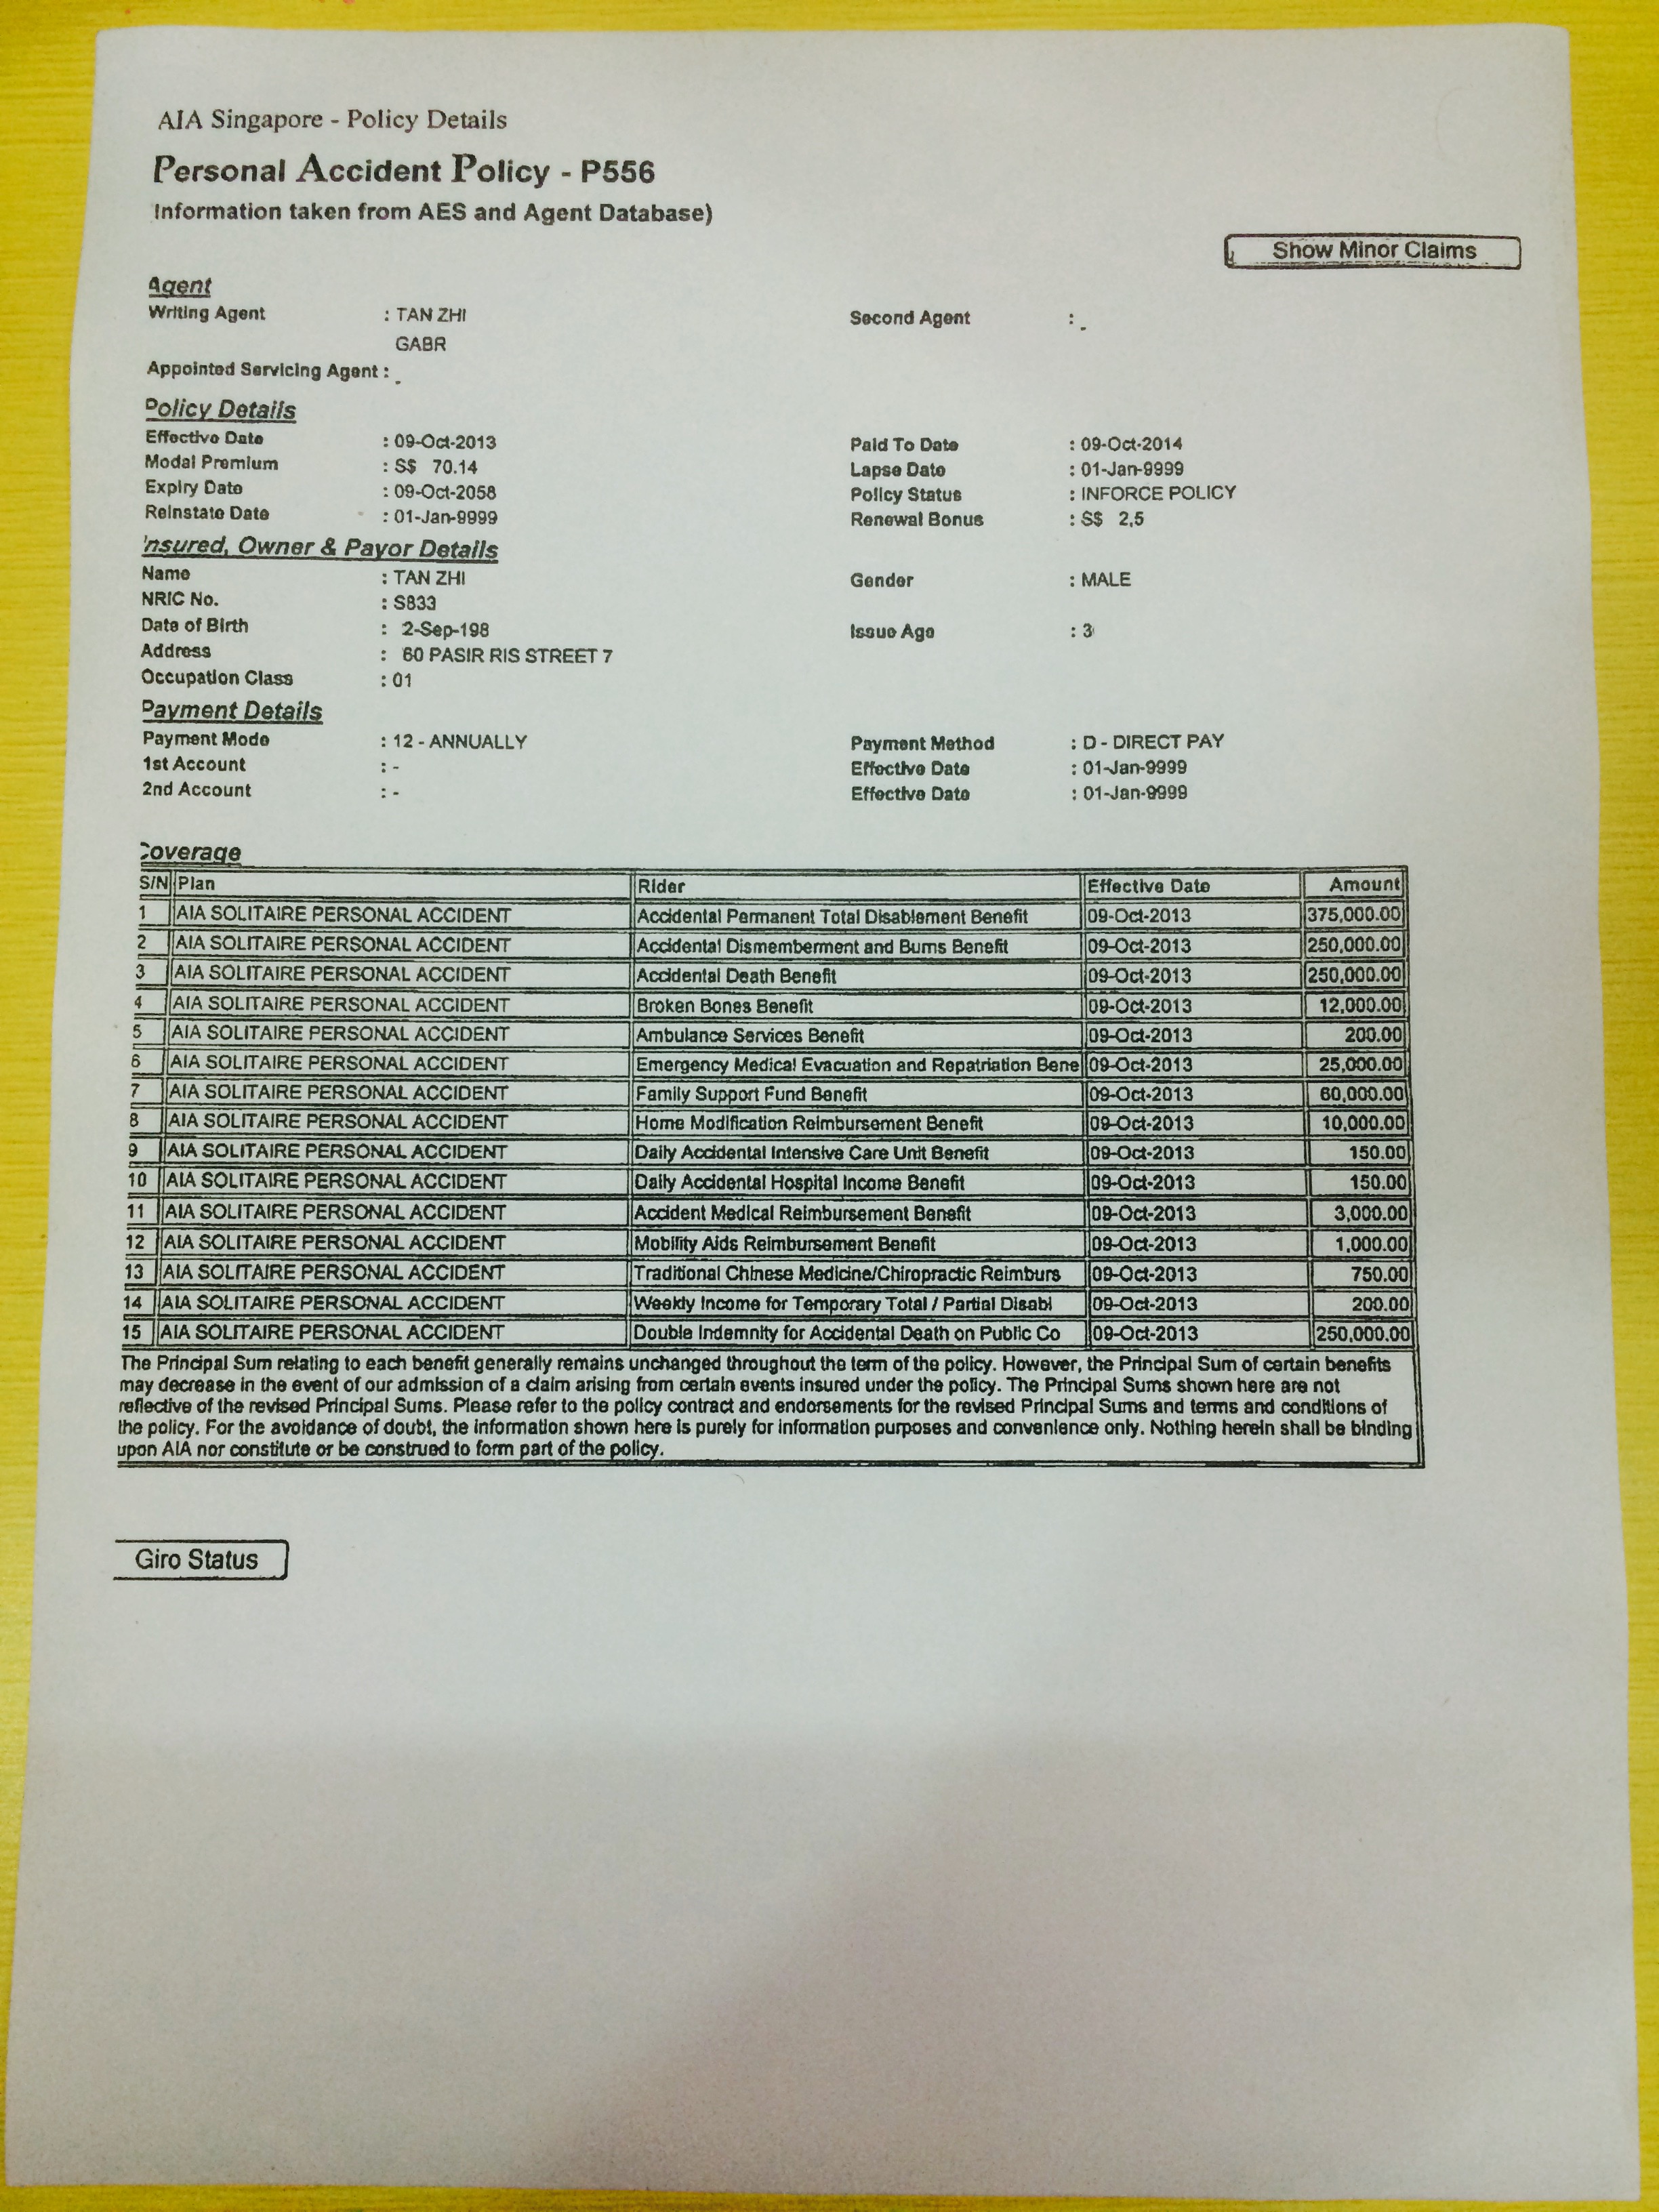 AIA Singapore - Policy Details
Personal Accident Policy - P556
Information taken from AES and Agent Database)
Show Minor Claims
Agent
Writing Agent : TAN ZHI Second Agent : -
GABR
Appointed Servicing Agent : -
Policy Details
Effective Date : 09-Oct-2013 Paid To Date : 09-Oct-2014
Modal Premium : S$ 70.14 Lapse Date : 01-Jan-9999
Expiry Date : 09-Oct-2058 Policy Status : INFORCE POLICY
Reinstate Date : 01-Jan-9999 Renewal Bonus : S$ 2,5
Insured, Owner & Payor Details
Name : TAN ZHI Gender : MALE
NRIC No. : S833
Date of Birth : 2-Sep-198 Issue Age : 3
Address : 60 PASIR RIS STREET 7
Occupation Class : 01
Payment Details
Payment Mode : 12 - ANNUALLY Payment Method : D - DIRECT PAY
1st Account : - Effective Date : 01-Jan-9999
2nd Account : - Effective Date : 01-Jan-9999
Coverage
S/N Plan Rider Effective Date Amount
1 AIA SOLITAIRE PERSONAL ACCIDENT Accidental Permanent Total Disablement Benefit 09-Oct-2013 375,000.00
2 AIA SOLITAIRE PERSONAL ACCIDENT Accidental Dismemberment and Burns Benefit 09-Oct-2013 250,000.00
3 AIA SOLITAIRE PERSONAL ACCIDENT Accidental Death Benefit 09-Oct-2013 250,000.00
4 AIA SOLITAIRE PERSONAL ACCIDENT Broken Bones Benefit 09-Oct-2013 12,000.00
5 AIA SOLITAIRE PERSONAL ACCIDENT Ambulance Services Benefit 09-Oct-2013 200.00
6 AIA SOLITAIRE PERSONAL ACCIDENT Emergency Medical Evacuation and Repatriation Bene 09-Oct-2013 25,000.00
7 AIA SOLITAIRE PERSONAL ACCIDENT Family Support Fund Benefit 09-Oct-2013 60,000.00
8 AIA SOLITAIRE PERSONAL ACCIDENT Home Modification Reimbursement Benefit 09-Oct-2013 10,000.00
9 AIA SOLITAIRE PERSONAL ACCIDENT Daily Accidental Intensive Care Unit Benefit 09-Oct-2013 150.00
10 AIA SOLITAIRE PERSONAL ACCIDENT Daily Accidental Hospital Income Benefit 09-Oct-2013 150.00
11 AIA SOLITAIRE PERSONAL ACCIDENT Accident Medical Reimbursement Benefit 09-Oct-2013 3,000.00
12 AIA SOLITAIRE PERSONAL ACCIDENT Mobility Aids Reimbursement Benefit 09-Oct-2013 1,000.00
13 AIA SOLITAIRE PERSONAL ACCIDENT Traditional Chinese Medicine/Chiropractic Reimburs 09-Oct-2013 750.00
14 AIA SOLITAIRE PERSONAL ACCIDENT Weekly Income for Temporary Total / Partial Disabl 09-Oct-2013 200.00
15 AIA SOLITAIRE PERSONAL ACCIDENT Double Indemnity for Accidental Death on Public Co 09-Oct-2013 250,000.00
The Principal Sum relating to each benefit generally remains unchanged throughout the term of the policy. However, the Principal Sum of certain benefits
may decrease in the event of our admission of a claim arising from certain events insured under the policy. The Principal Sums shown here are not
reflective of the revised Principal Sums. Please refer to the policy contract and endorsements for the revised Principal Sums and terms and conditions of
the policy. For the avoidance of doubt, the information shown here is purely for information purposes and convenience only. Nothing herein shall be binding
upon AIA nor constitute or be construed to form part of the policy.
Giro Status